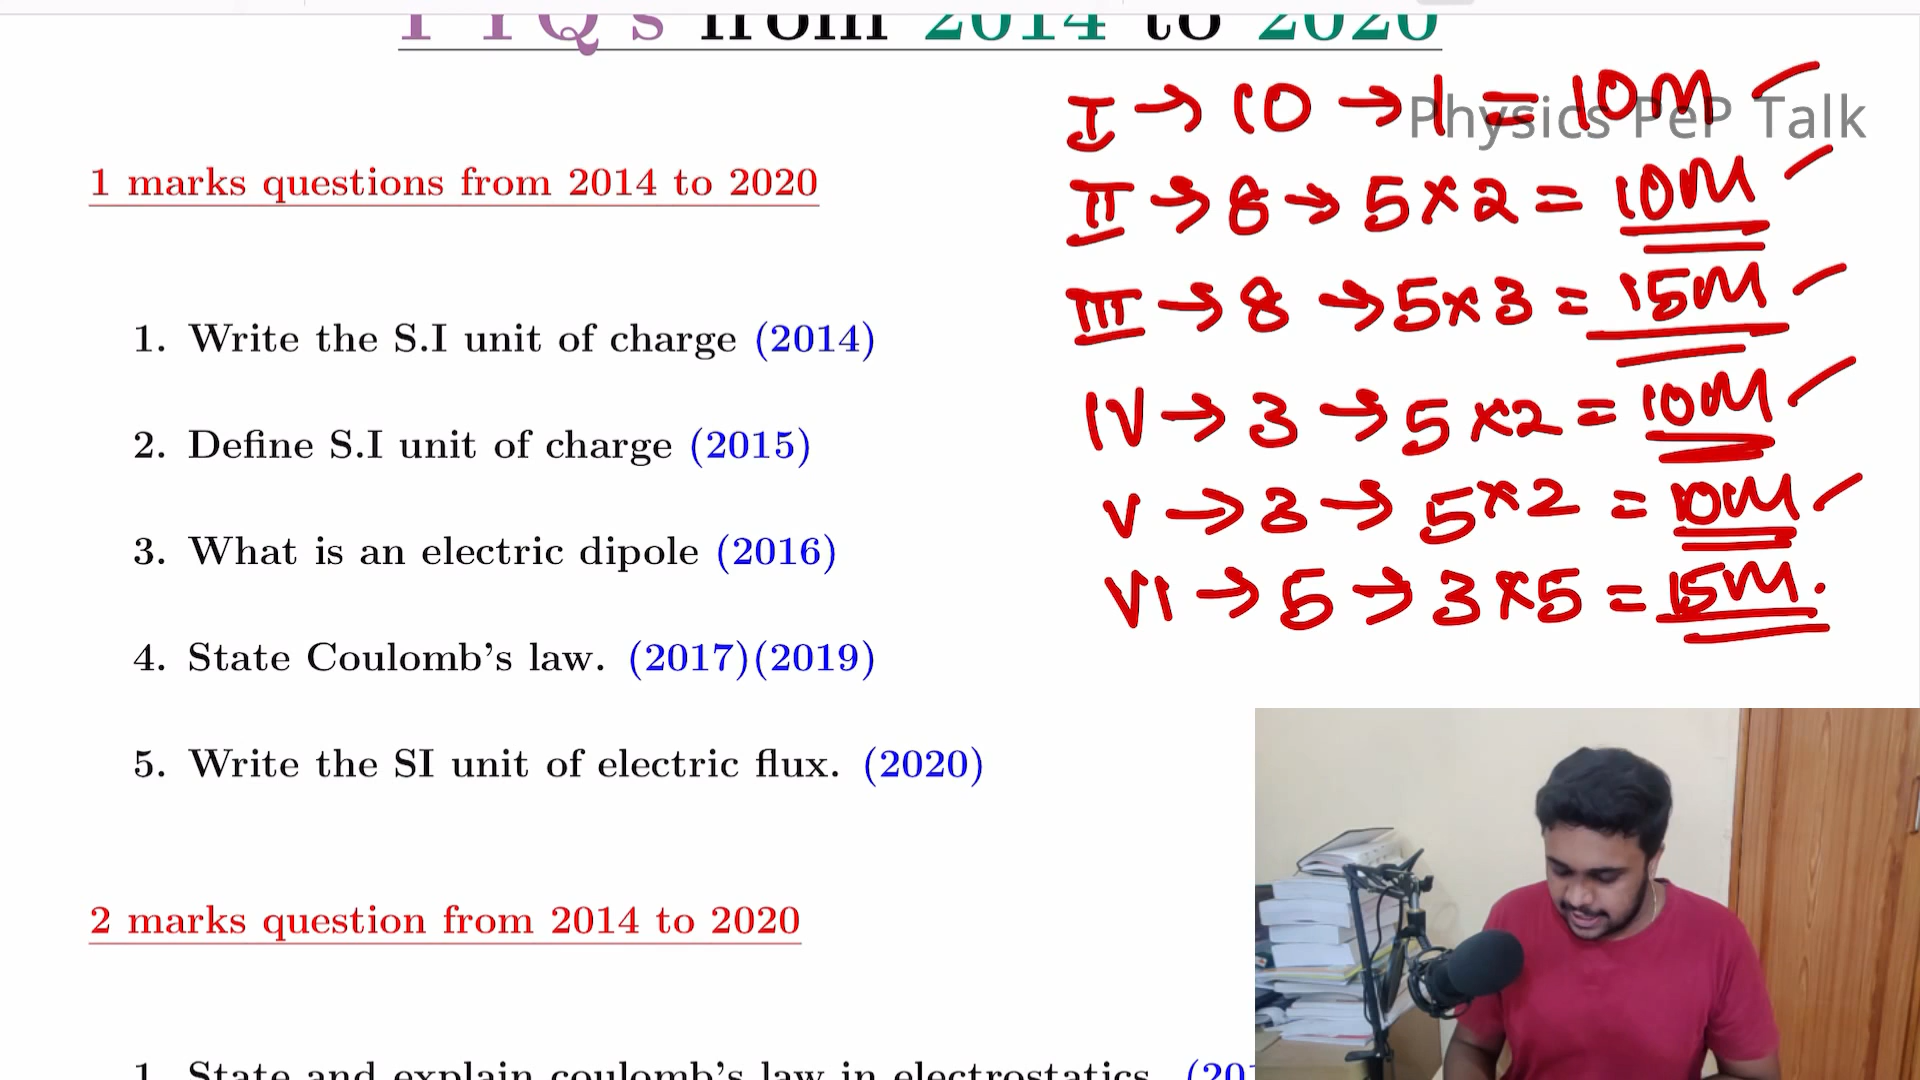 PYQ's from 2014 to 2020
Physics PeP Talk
I → 10 → 1 = 10M
II → 8 → 5×2 = 10M
III → 8 → 5×3 = 15M
IV → 3 → 5×2 = 10M
V → 3 → 5×2 = 10M
VI → 5 → 3×5 = 15M.
1 marks questions from 2014 to 2020
1. Write the S.I unit of charge (2014)
2. Define S.I unit of charge (2015)
3. What is an electric dipole (2016)
4. State Coulomb's law. (2017)(2019)
5. Write the SI unit of electric flux. (2020)
2 marks question from 2014 to 2020
1. State and explain coulomb's law in electrostatics. (201